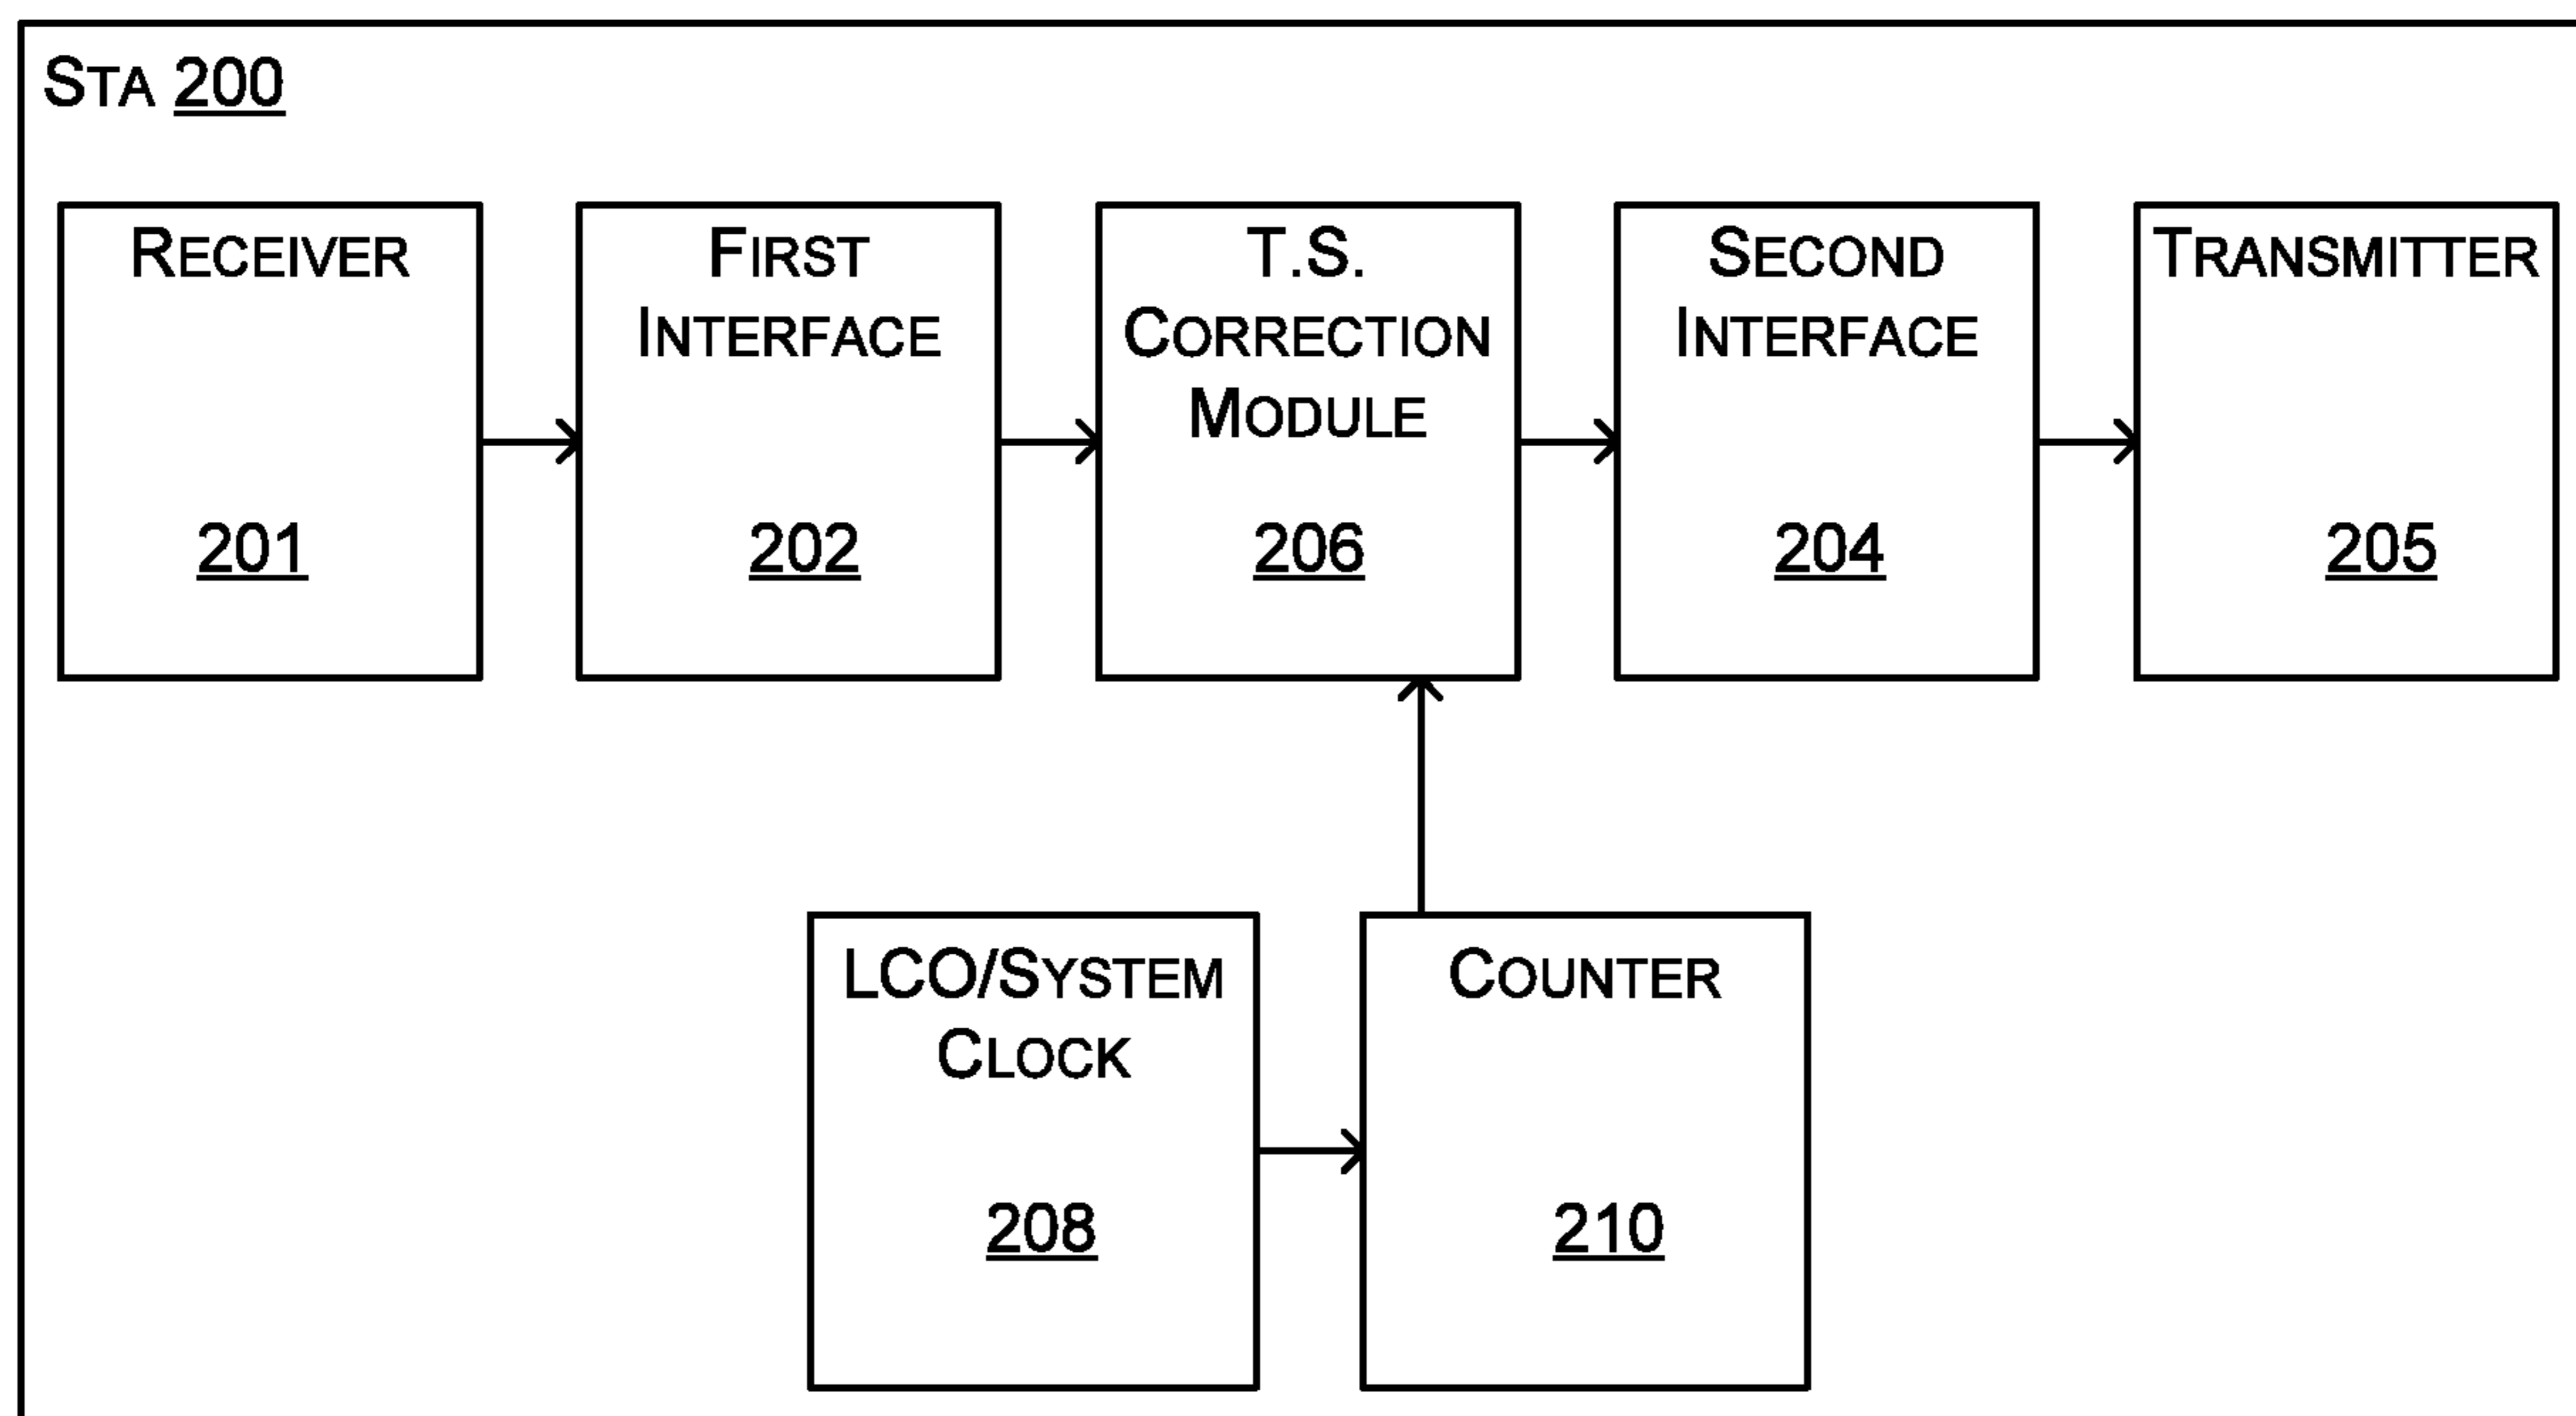 STA 200
RECEIVER
201
FIRST
INTERFACE
202
T.S.
CORRECTION
MODULE
206
SECOND
INTERFACE
204
TRANSMITTER
205
LCO/SYSTEM
CLOCK
208
COUNTER
210